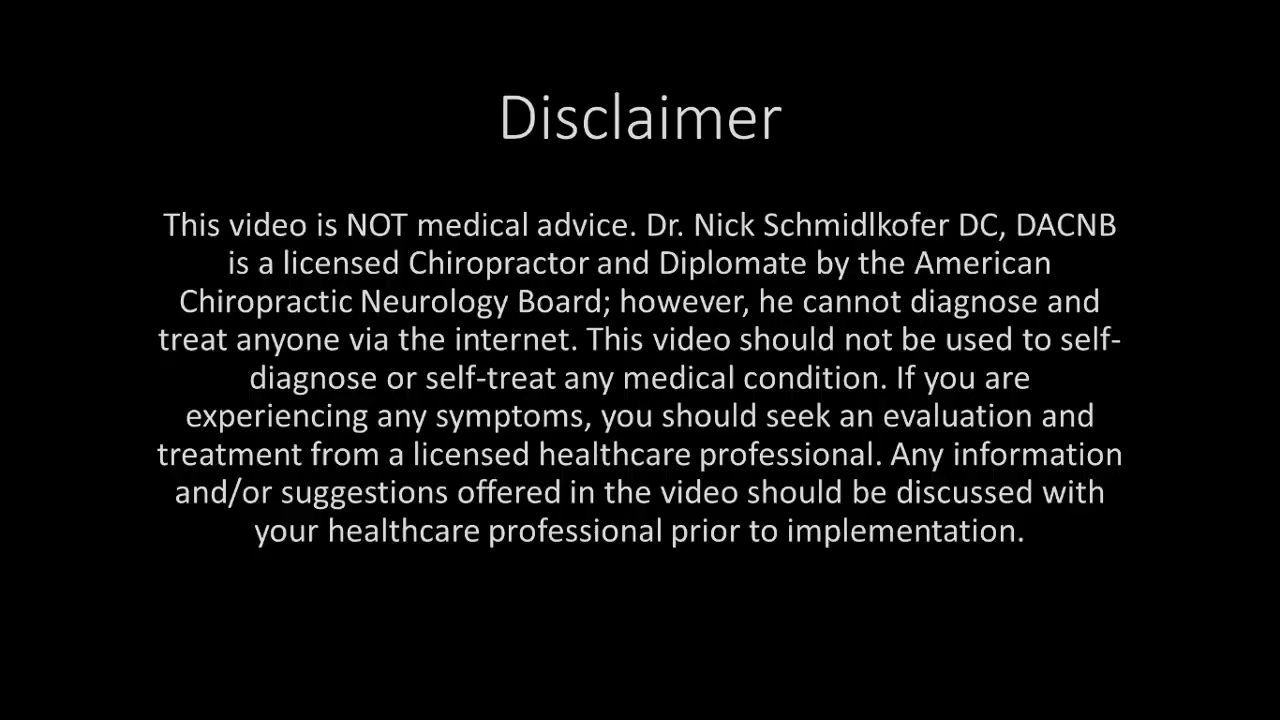 Disclaimer
This video is NOT medical advice. Dr. Nick Schmidlkofer DC, DACNB
is a licensed Chiropractor and Diplomate by the American
Chiropractic Neurology Board; however, he cannot diagnose and
treat anyone via the internet. This video should not be used to self-
diagnose or self-treat any medical condition. If you are
experiencing any symptoms, you should seek an evaluation and
treatment from a licensed healthcare professional. Any information
and/or suggestions offered in the video should be discussed with
your healthcare professional prior to implementation.